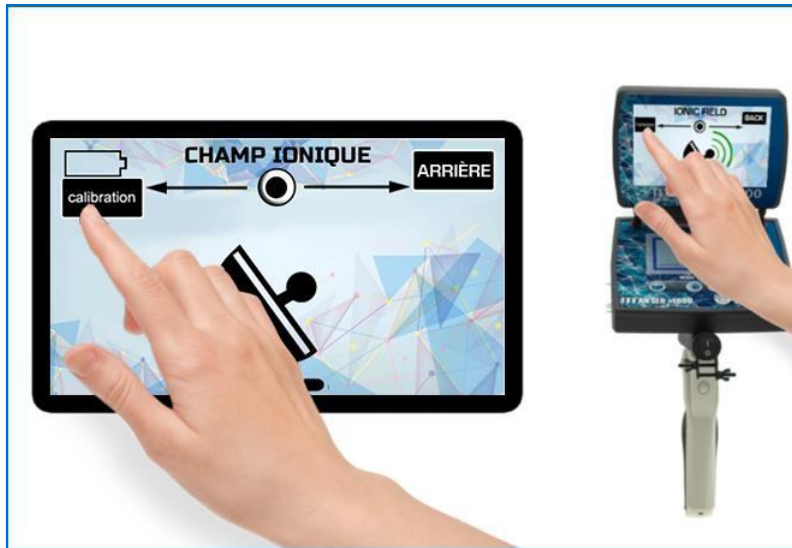 CHAMP IONIQUE
ARRIÈRE
calibration
IONIC FIELD
BACK